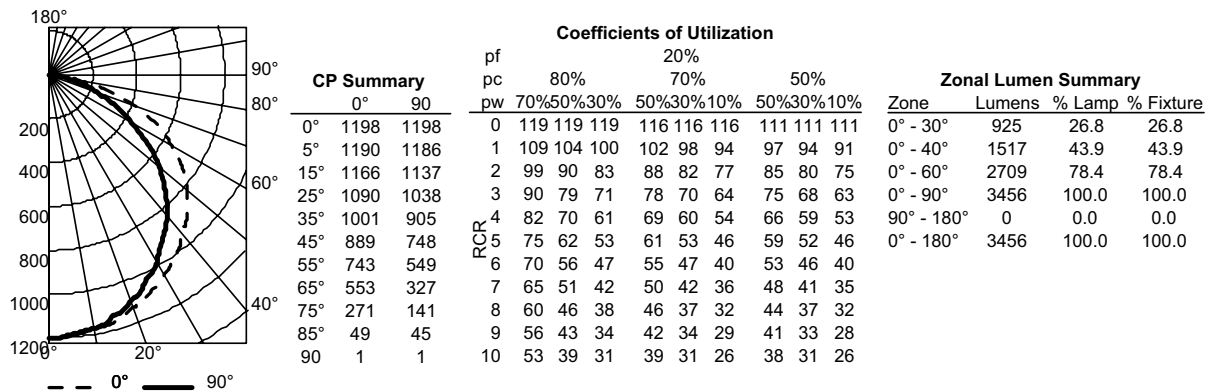 180°
90°
80°
60°
40°
20°
0°
200
400
600
800
1000
1200
0° 90°
CP Summary
0° 90
0° 1198 1198
5° 1190 1186
15° 1166 1137
25° 1090 1038
35° 1001 905
45° 889 748
55° 743 549
65° 553 327
75° 271 141
85° 49 45
90 1 1
Coefficients of Utilization
pf 20%
pc 80% 70% 50%
pw 70%50%30% 50%30%10% 50%30%10%
RCR
0 119 119 119 116 116 116 111 111 111
1 109 104 100 102 98 94 97 94 91
2 99 90 83 88 82 77 85 80 75
3 90 79 71 78 70 64 75 68 63
4 82 70 61 69 60 54 66 59 53
5 75 62 53 61 53 46 59 52 46
6 70 56 47 55 47 40 53 46 40
7 65 51 42 50 42 36 48 41 35
8 60 46 38 46 37 32 44 37 32
9 56 43 34 42 34 29 41 33 28
10 53 39 31 39 31 26 38 31 26
Zonal Lumen Summary
Zone Lumens % Lamp % Fixture
0° - 30° 925 26.8 26.8
0° - 40° 1517 43.9 43.9
0° - 60° 2709 78.4 78.4
0° - 90° 3456 100.0 100.0
90° - 180° 0 0.0 0.0
0° - 180° 3456 100.0 100.0